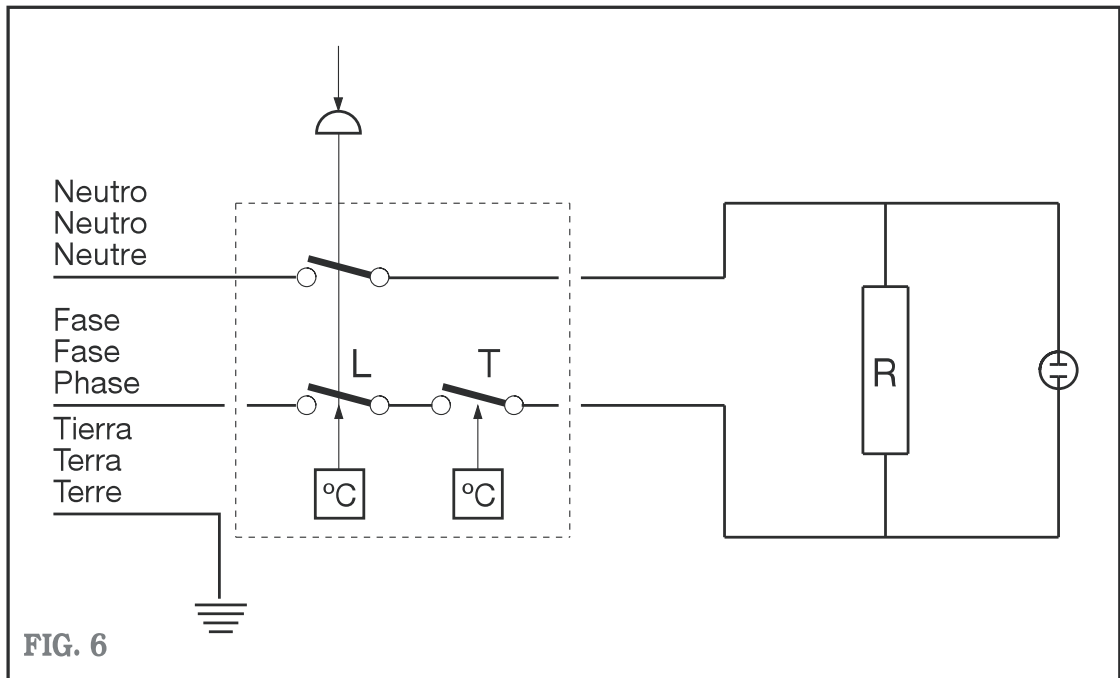 Neutro
Neutro
Neutre
Fase
Fase
Phase
L
T
Tierra
Terra
Terre
ºC
ºC
R
FIG. 6